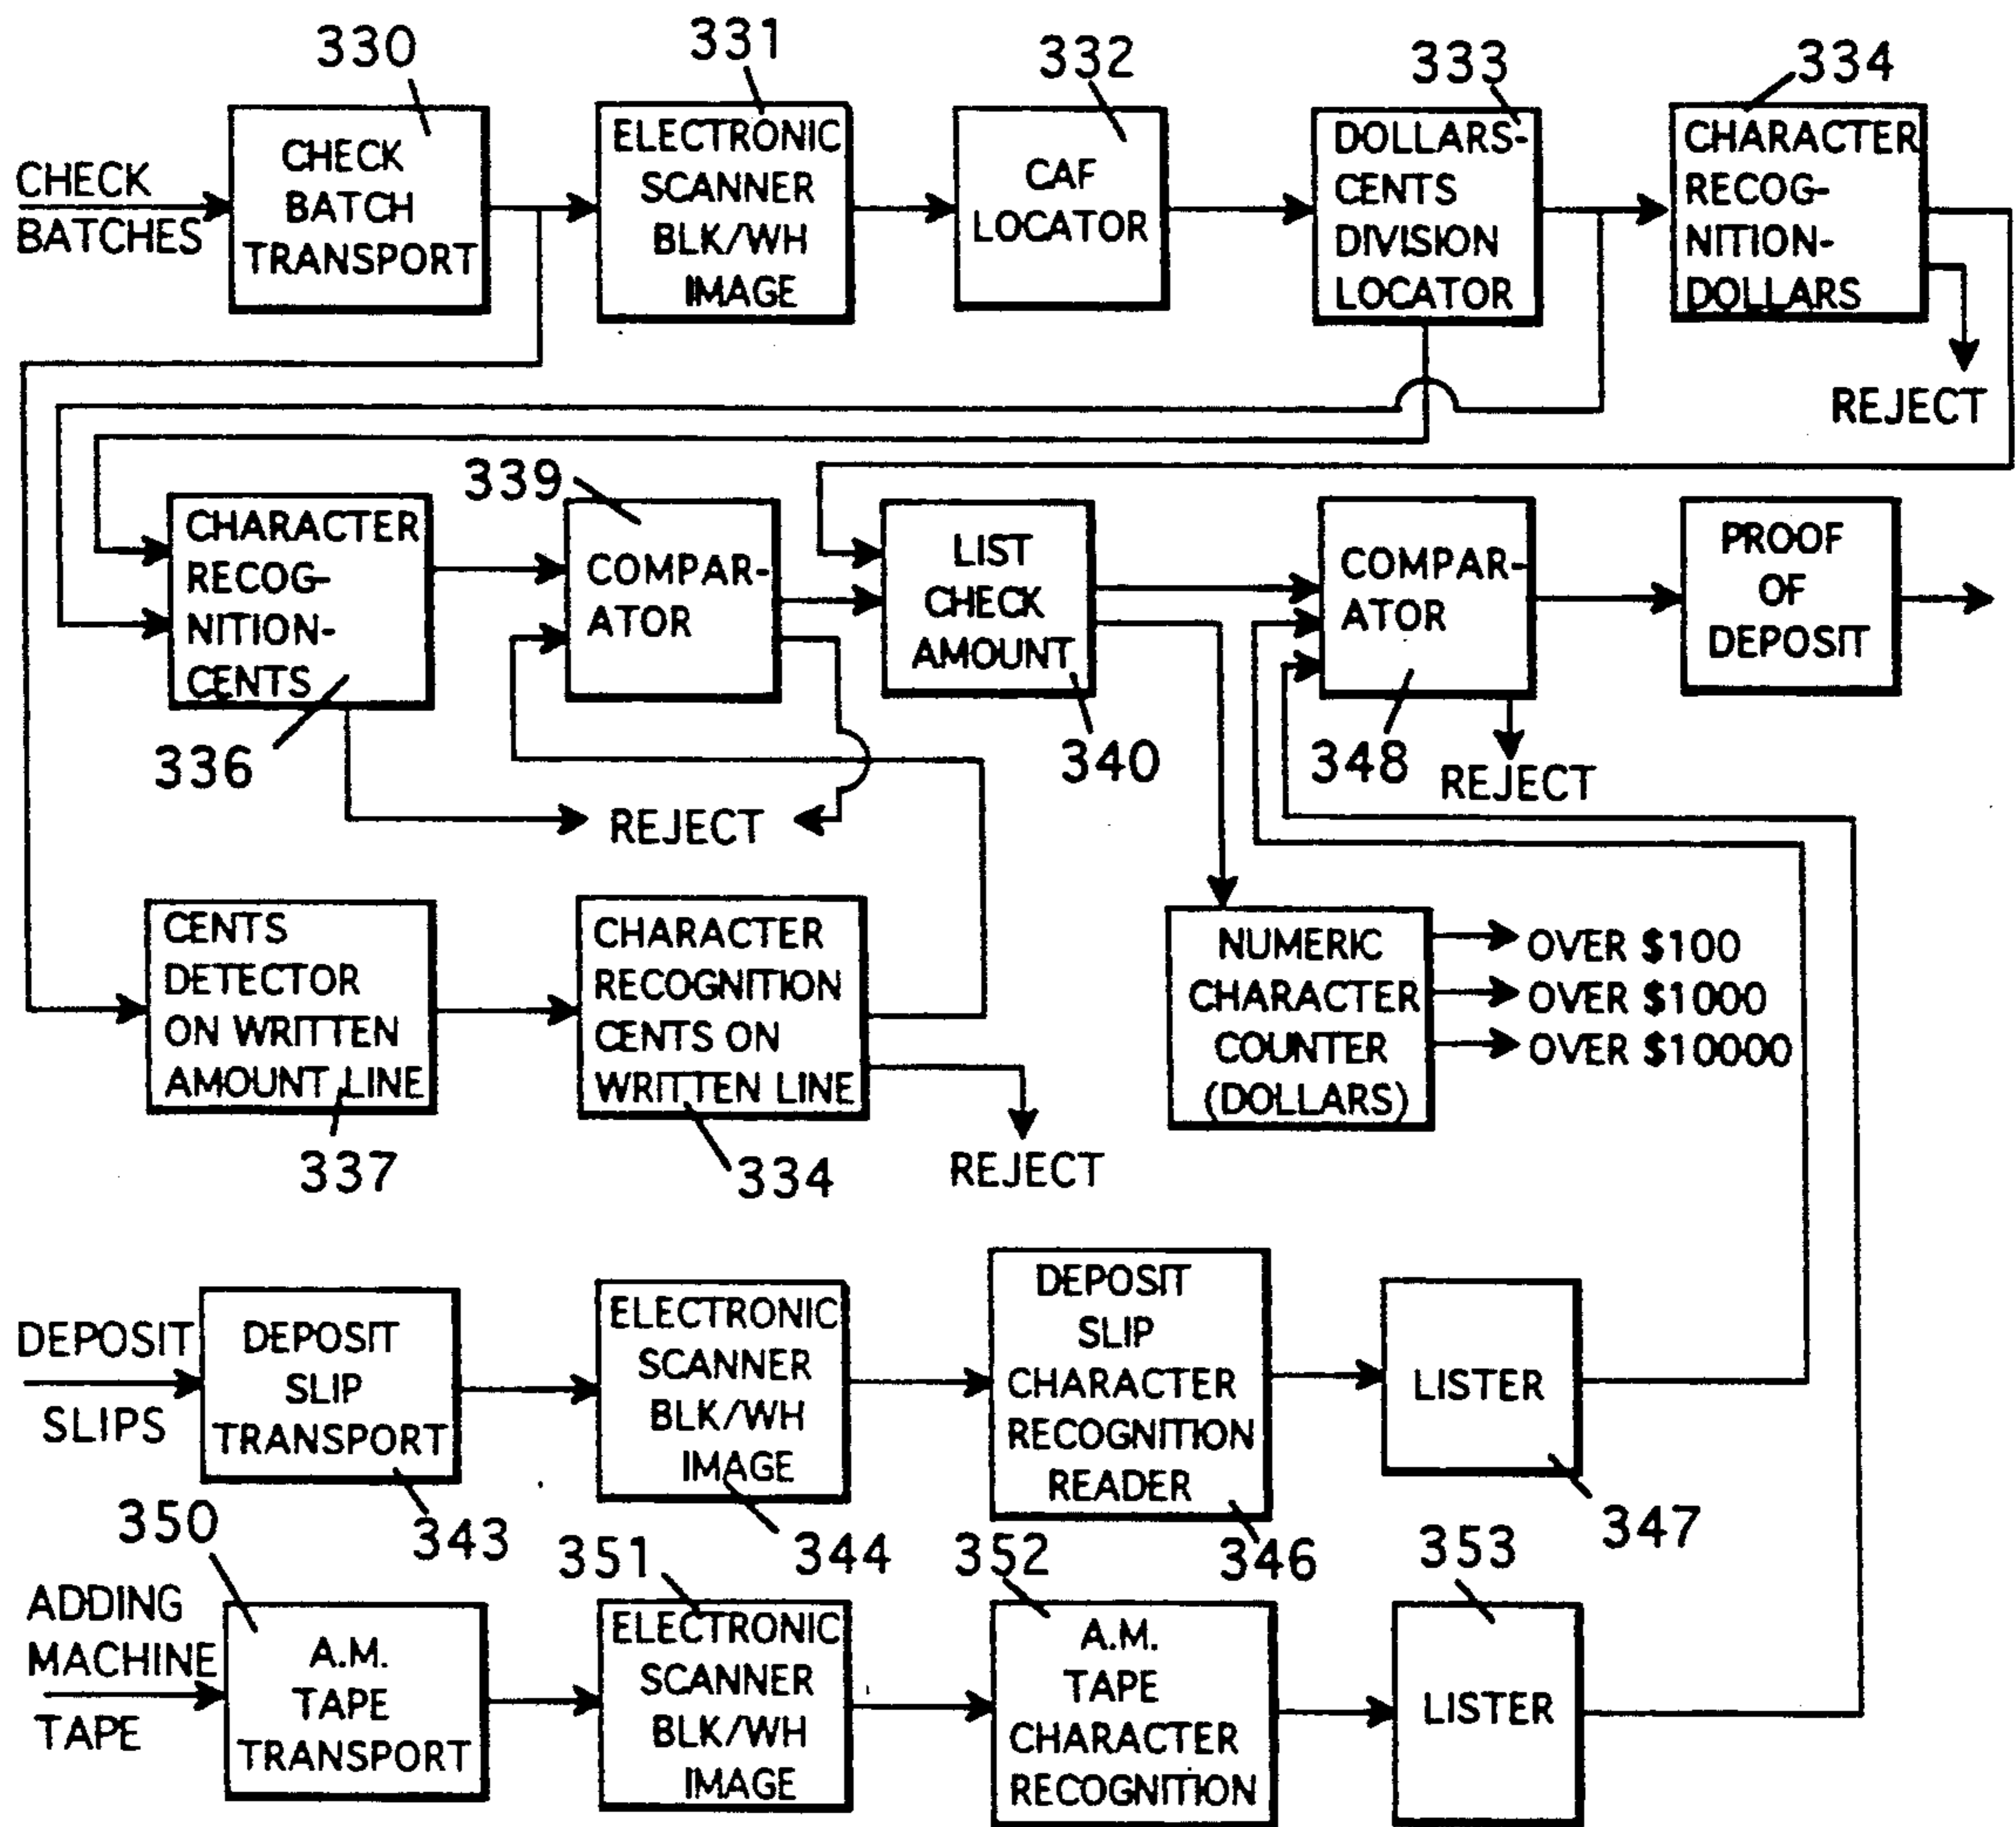 330
331
332
333
334
CHECK
BATCHES
CHECK
BATCH
TRANSPORT
ELECTRONIC
SCANNER
BLK/WH
IMAGE
CAF
LOCATOR
DOLLARS-
CENTS
DIVISION
LOCATOR
CHARACTER
RECOG-
NITION-
DOLLARS
REJECT
339
CHARACTER
RECOG-
NITION-
CENTS
336
COMPAR-
ATOR
LIST
CHECK
AMOUNT
340
COMPAR-
ATOR
348
PROOF
OF
DEPOSIT
REJECT
REJECT
CENTS
DETECTOR
ON WRITTEN
AMOUNT LINE
337
CHARACTER
RECOGNITION
CENTS ON
WRITTEN LINE
334
REJECT
NUMERIC
CHARACTER
COUNTER
(DOLLARS)
OVER $100
OVER $1000
OVER $10000
DEPOSIT
SLIPS
DEPOSIT
SLIP
TRANSPORT
343
ELECTRONIC
SCANNER
BLK/WH
IMAGE
344
DEPOSIT
SLIP
CHARACTER
RECOGNITION
READER
346
LISTER
347
350
351
352
353
ADDING
MACHINE
TAPE
A.M.
TAPE
TRANSPORT
ELECTRONIC
SCANNER
BLK/WH
IMAGE
A.M.
TAPE
CHARACTER
RECOGNITION
LISTER